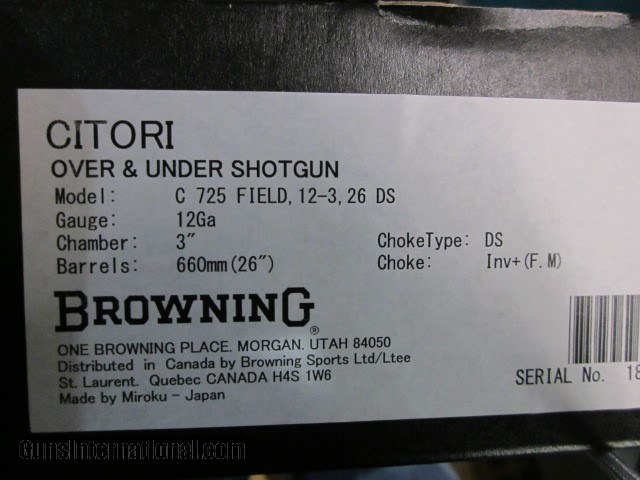 CITORI
OVER & UNDER SHOTGUN
Model: C 725 FIELD, 12-3, 26 DS
Gauge: 12Ga
Chamber: 3" ChokeType: DS
Barrels: 660mm(26") Choke: Inv+(F.M)
BROWNING®
ONE BROWNING PLACE. MORGAN. UTAH 84050
Distributed in Canada by Browning Sports Ltd/Ltee
St. Laurent. Quebec CANADA H4S 1W6
Made by Miroku - Japan
SERIAL No. 18
GunsInternational.com